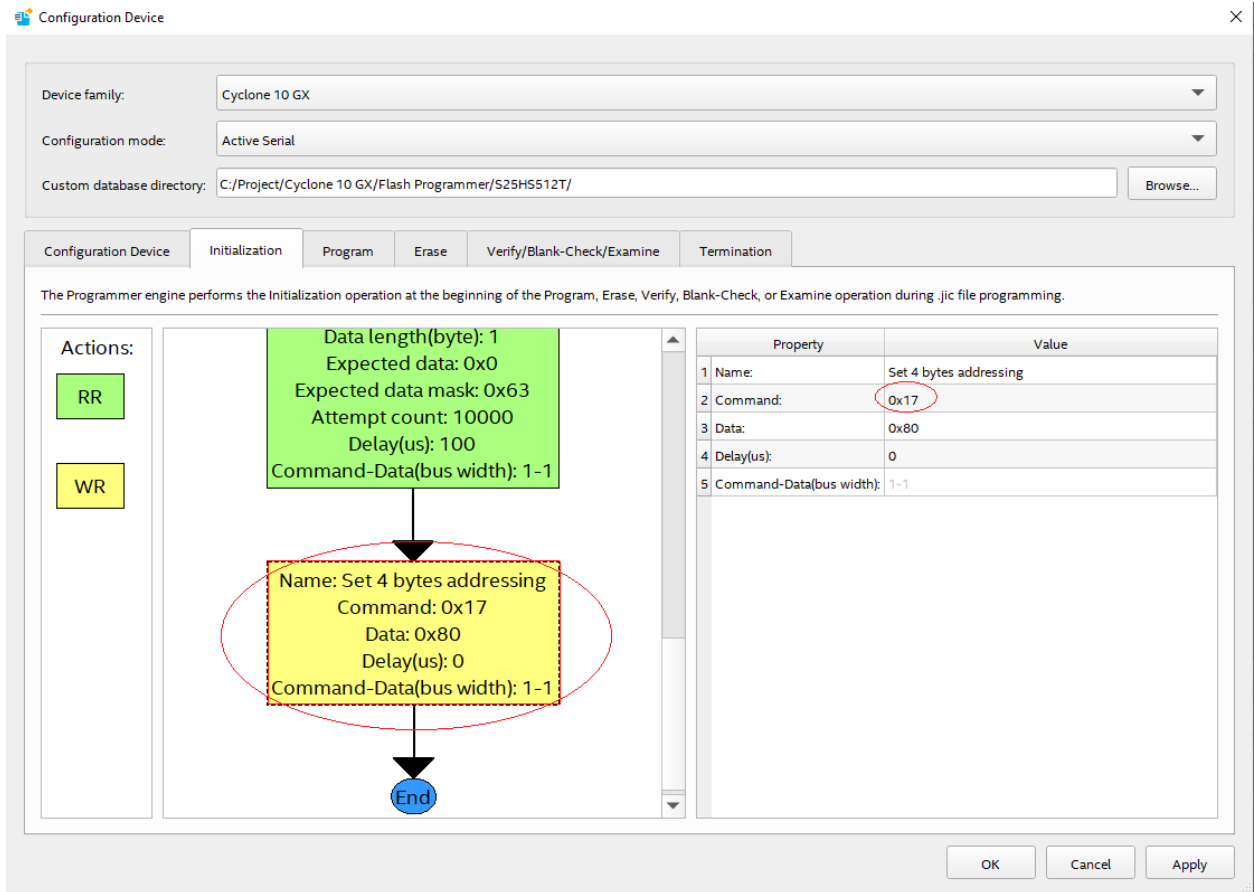 Configuration Device
Device family:
Cyclone 10 GX
Configuration mode:
Active Serial
Custom database directory:
C:/Project/Cyclone 10 GX/Flash Programmer/S25HS512T/
Browse...
Configuration Device
Initialization
Program
Erase
Verify/Blank-Check/Examine
Termination
The Programmer engine performs the Initialization operation at the beginning of the Program, Erase, Verify, Blank-Check, or Examine operation during .jic file programming.
Actions:
RR
WR
Data length(byte): 1
Expected data: 0x0
Expected data mask: 0x63
Attempt count: 10000
Delay(us): 100
Command-Data(bus width): 1-1
Name: Set 4 bytes addressing
Command: 0x17
Data: 0x80
Delay(us): 0
Command-Data(bus width): 1-1
End
Property Value
1 Name: Set 4 bytes addressing
2 Command: 0x17
3 Data: 0x80
4 Delay(us): 0
5 Command-Data(bus width): 1-1
OK
Cancel
Apply